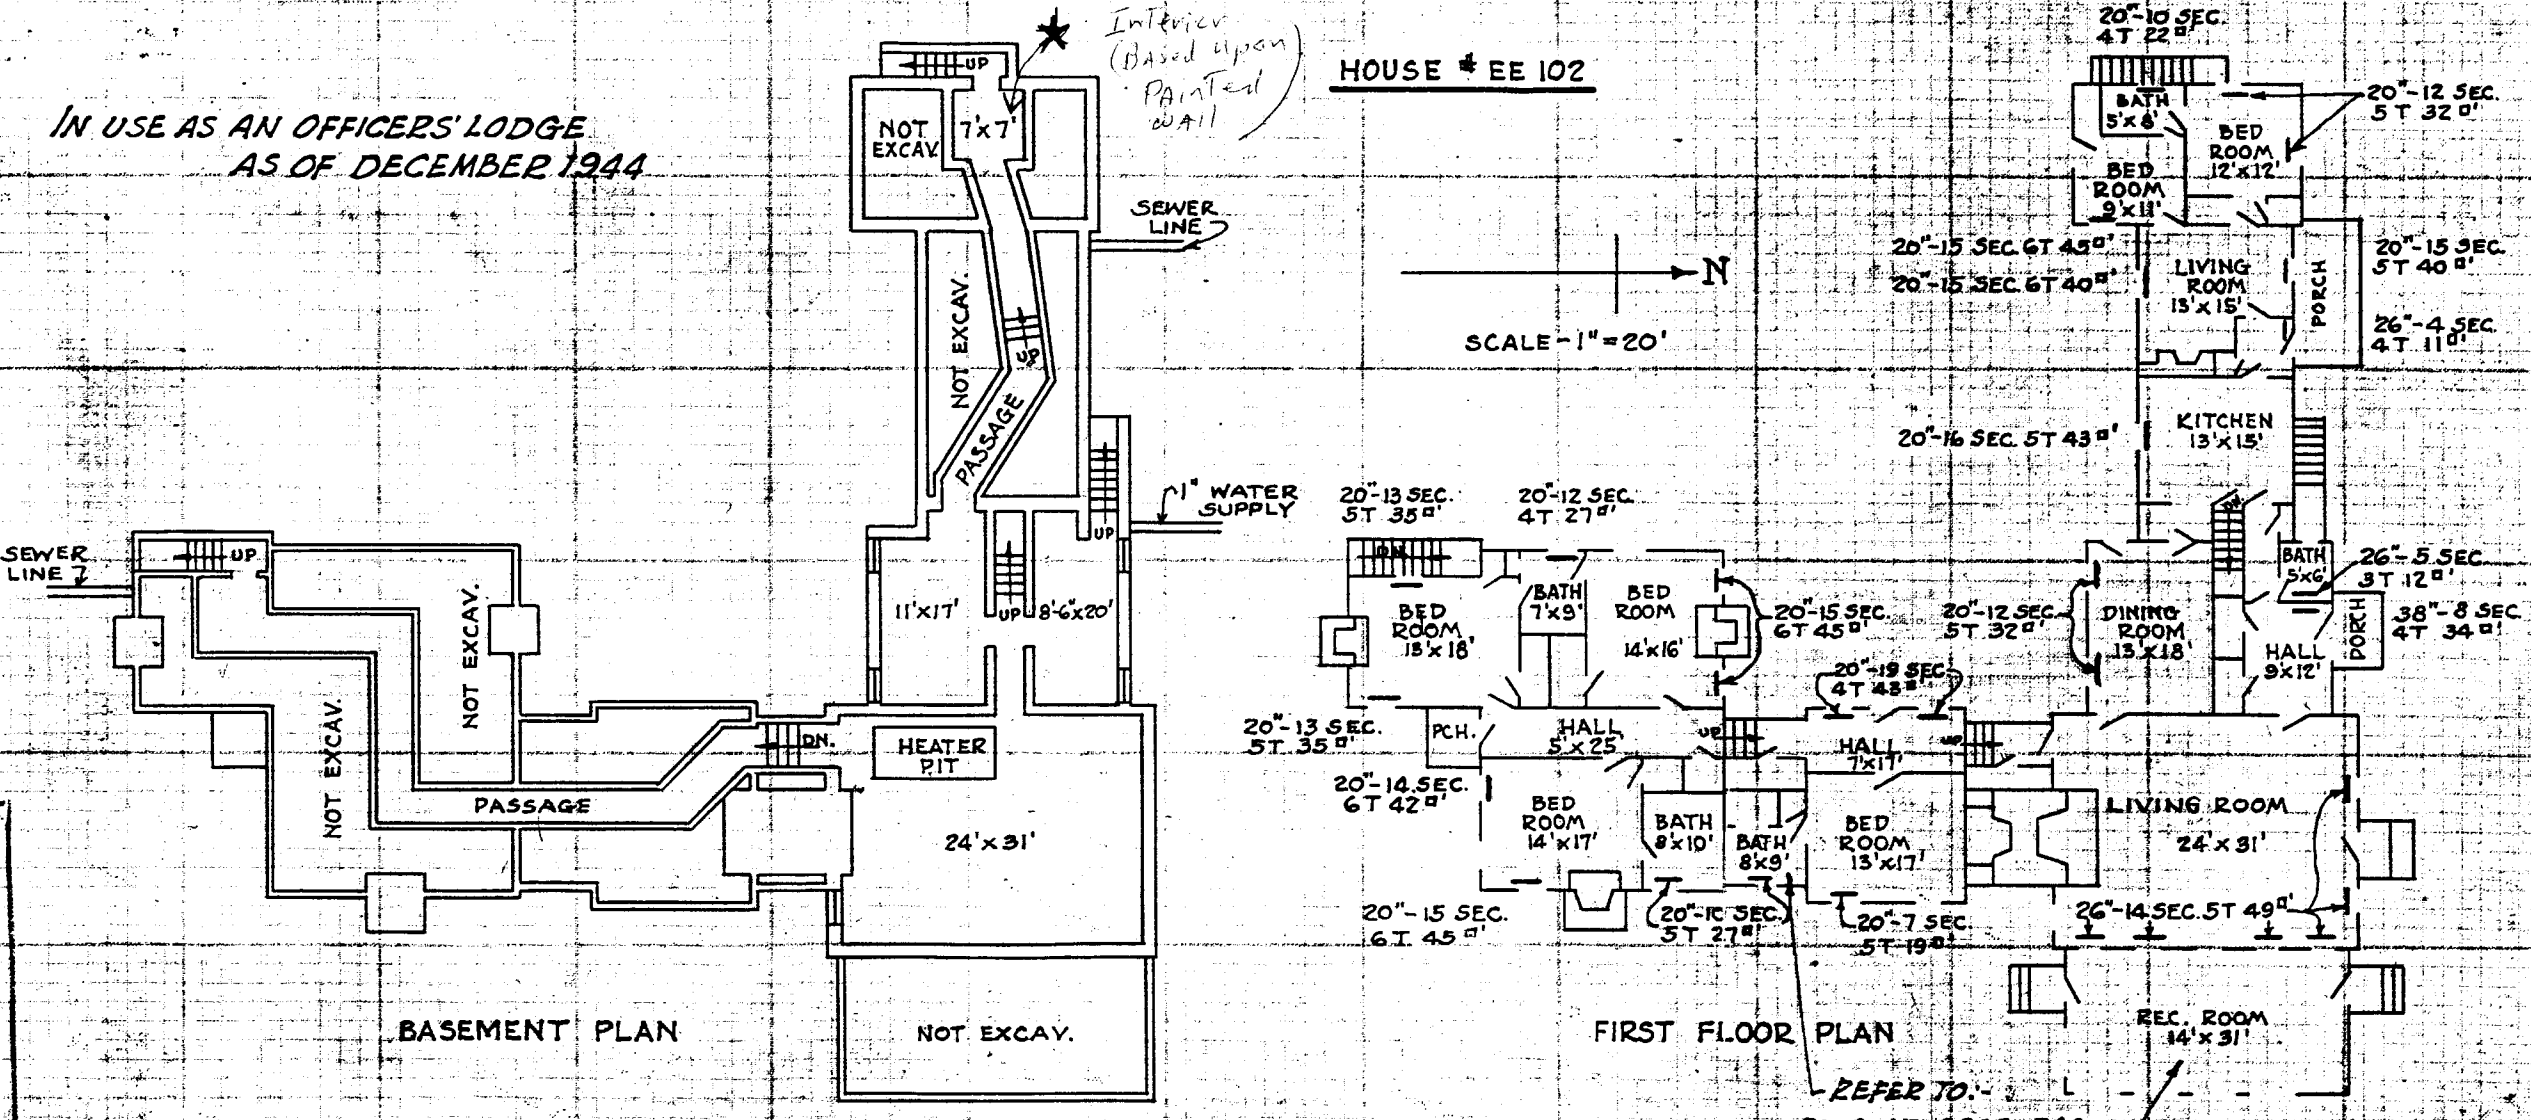 IN USE AS AN OFFICERS' LODGE
AS OF DECEMBER 1944
Interior
(Based upon)
Painted
wall
HOUSE # EE 102
UP
NOT
EXCAV.
7'x7'
SEWER
LINE
NOT EXCAV.
UP
PASSAGE
N
SCALE-1"=20'
1" WATER
SUPPLY
UP
SEWER
LINE
UP
NOT EXCAV.
11'x17'
UP
8'-6"x20'
NOT EXCAV.
DN.
HEATER
PIT
PASSAGE
24'x31'
BASEMENT PLAN
NOT EXCAV.
20"-10 SEC.
4T 22□'
BATH
5'x8'
20"-12 SEC.
5T 32□'
BED
ROOM
12'x12'
BED
ROOM
9'x11'
20"-15 SEC. 6T 45□'
20"-15 SEC. 6T 40□'
LIVING
ROOM
13'x15'
PORCH
20"-15 SEC.
5T 40□'
26"-4 SEC.
4T 11□'
KITCHEN
13'x15'
20"-16 SEC. 5T 43□'
20"-13 SEC.
5T 35□'
20"-12 SEC.
4T 27□'
DN.
DN.
BED
ROOM
13'x18'
BATH
7'x9'
BED
ROOM
14'x16'
20"-15 SEC.
6T 45□'
20"-12 SEC.
5T 32□'
DINING
ROOM
13'x18'
BATH
5'x6'
26"-5 SEC.
3T 12□'
HALL
9'x12'
PORCH
38"-8 SEC.
4T 34□'
20"-19 SEC.
4T 43□'
20"-13 SEC.
5T 35□'
PCH.
HALL
5'x25'
UP
HALL
7'x17'
UP
20"-14 SEC.
6T 42□'
BED
ROOM
14'x17'
BATH
8'x10'
BATH
8'x9'
BED
ROOM
13'x17'
LIVING ROOM
24'x31'
20"-15 SEC.
6T 45□'
SEC.
5T 27□'
20"-7 SEC
5T 19□'
26"-14 SEC. 5T 49□'
REC. ROOM
14'x31'
FIRST FLOOR PLAN
REFER TO:-